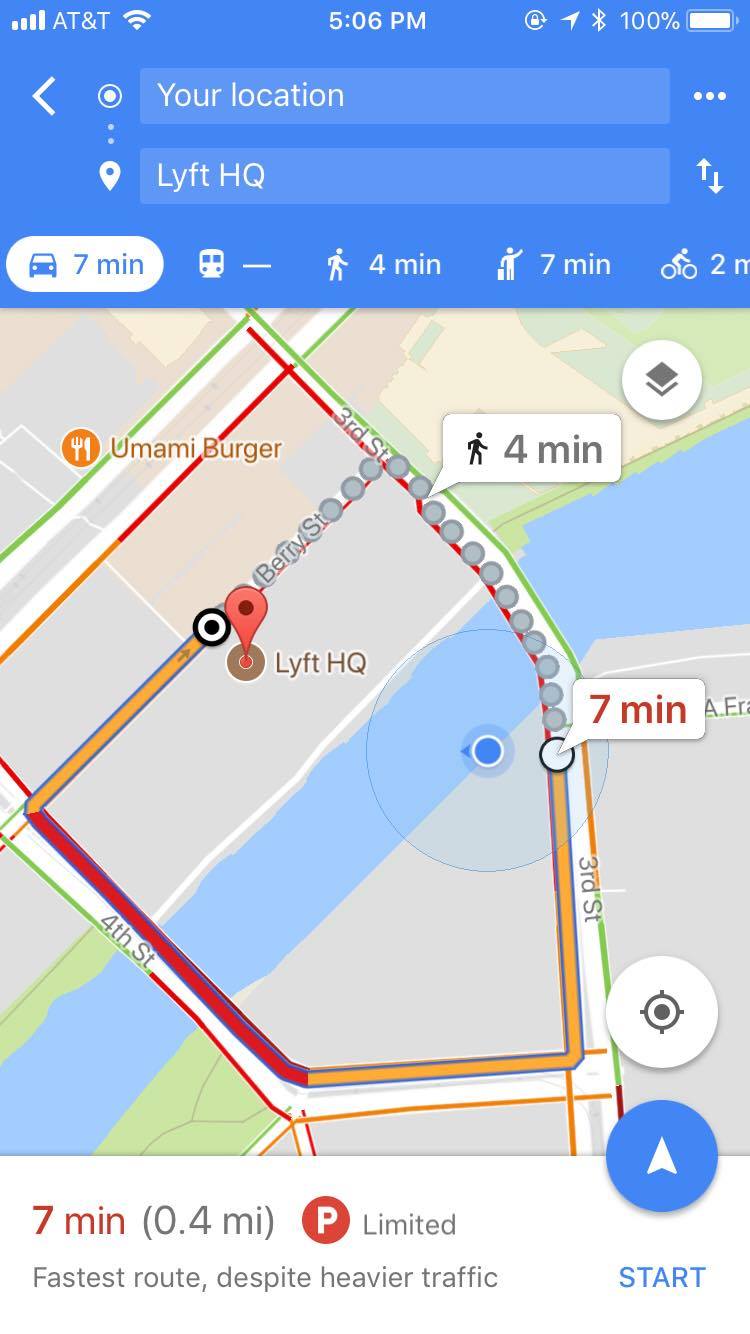 AT&T 5:06 PM 100%
Your location
Lyft HQ
7 min — 4 min 7 min 2 m
3rd St
Umami Burger
4 min
Berry St
Lyft HQ
7 min
A Fra
3rd St
4th St
7 min (0.4 mi) P Limited
Fastest route, despite heavier traffic START